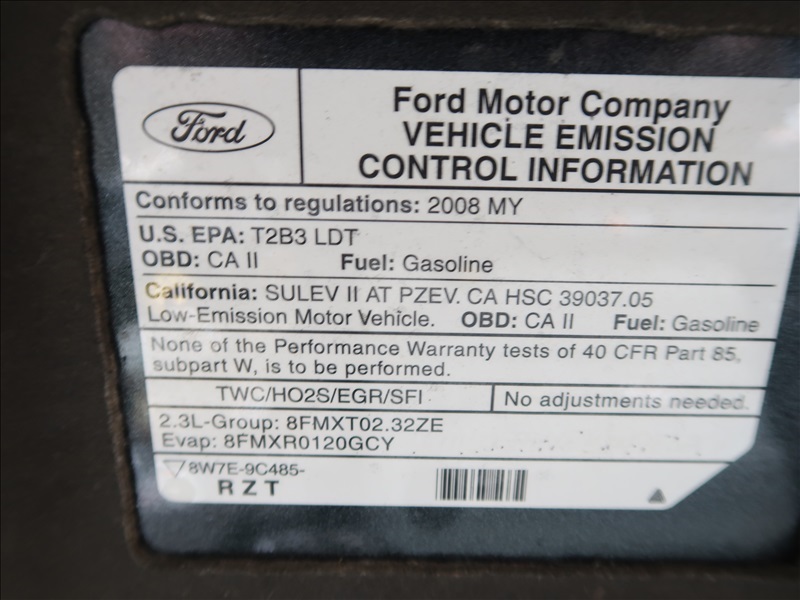 Ford
Ford Motor Company
VEHICLE EMISSION
CONTROL INFORMATION
Conforms to regulations: 2008 MY
U.S. EPA: T2B3 LDT
OBD: CA II Fuel: Gasoline
California: SULEV II AT PZEV. CA HSC 39037.05
Low-Emission Motor Vehicle. OBD: CA II Fuel: Gasoline
None of the Performance Warranty tests of 40 CFR Part 85,
subpart W, is to be performed.
TWC/HO2S/EGR/SFI No adjustments needed.
2.3L-Group: 8FMXT02.32ZE
Evap: 8FMXR0120GCY
8W7E-9C485-
R Z T